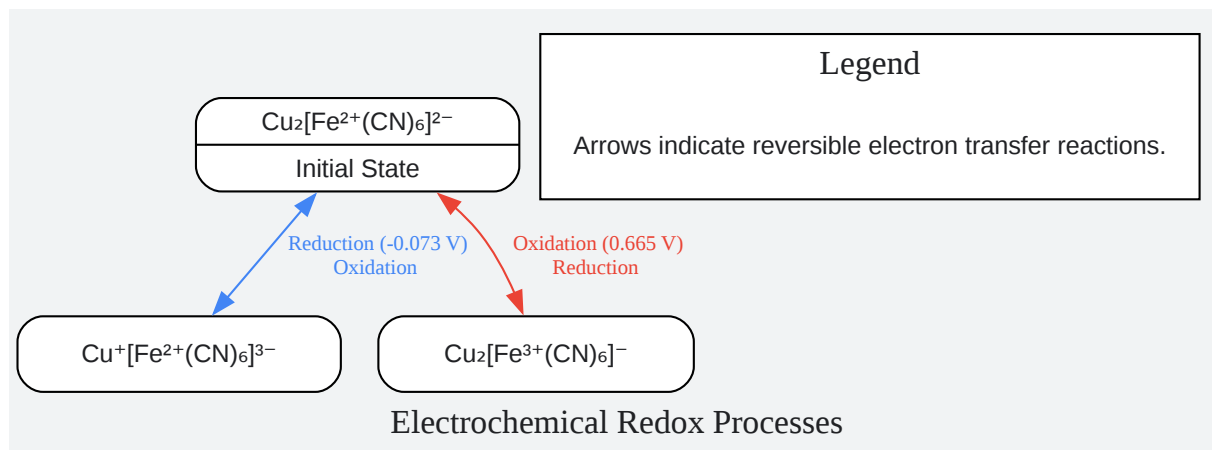 Legend
Arrows indicate reversible electron transfer reactions.
Cu₂[Fe²⁺(CN)₆]²⁻
Initial State
Reduction (-0.073 V)
Oxidation
Oxidation (0.665 V)
Reduction
Cu⁺[Fe²⁺(CN)₆]³⁻
Cu₂[Fe³⁺(CN)₆]⁻
Electrochemical Redox Processes